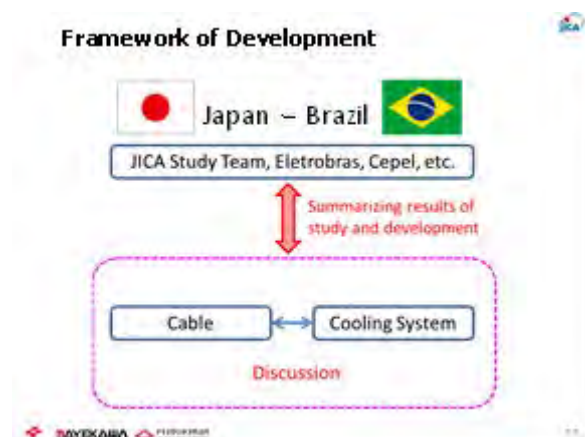 Framework of Development
JICA
Japan – Brazil
JICA Study Team, Eletrobras, Cepel, etc.
Summarizing results of
study and development
Cable
Cooling System
Discussion